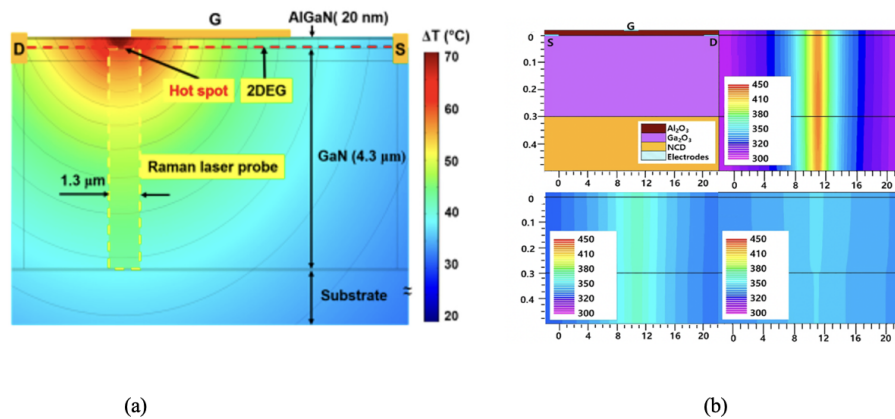 G
AlGaN( 20 nm)
ΔT (°C)
D
S
70
60
50
40
30
20
Hot spot
2DEG
Raman laser probe
GaN (4.3 μm)
1.3 μm
Substrate
≈
(a)
G
S
D
0
0.1
0.2
0.3
0.4
Al₂O₃
Ga₂O₃
NCD
Electrodes
0 4 8 12 16 20
450
410
380
350
320
300
0 4 8 12 16 20
0
0.1
0.2
0.3
0.4
450
410
380
350
320
300
0 4 8 12 16 20
450
410
380
350
320
300
0 4 8 12 16 20
(b)